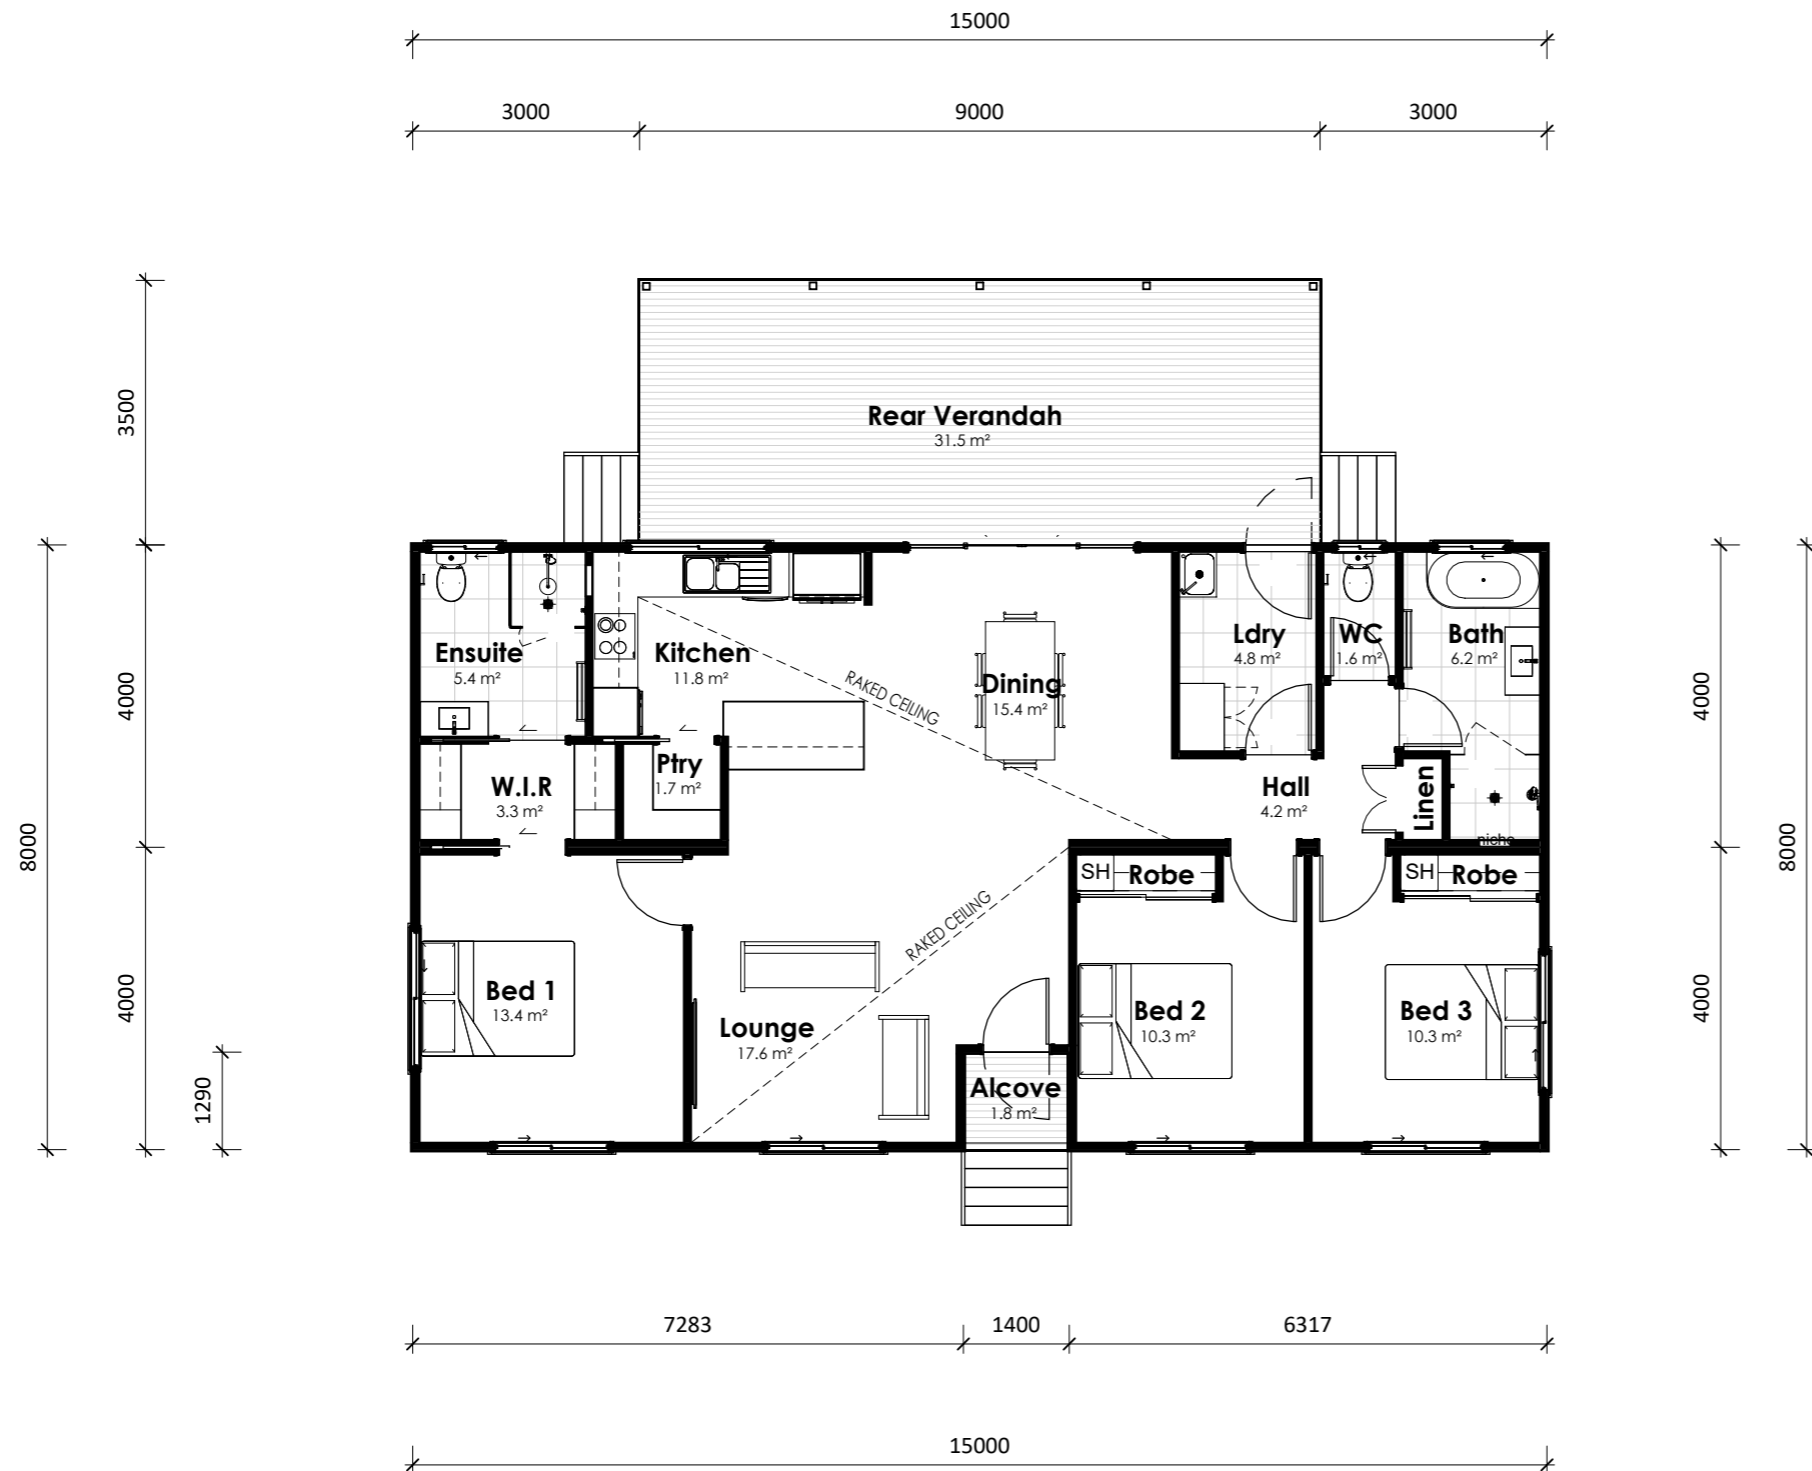 15000
3000
9000
3000
3500
Rear Verandah
31.5 m²
8000
4000
4000
1290
4000
4000
8000
Ensuite
5.4 m²
Kitchen
11.8 m²
RAKED CEILING
Dining
15.4 m²
Ldry
4.8 m²
WC
1.6 m²
Bath
6.2 m²
W.I.R
3.3 m²
Ptry
1.7 m²
Hall
4.2 m²
Linen
niche
SH
Robe
SH
Robe
RAKED CEILING
Bed 1
13.4 m²
Lounge
17.6 m²
Alcove
1.8 m²
Bed 2
10.3 m²
Bed 3
10.3 m²
7283
1400
6317
15000